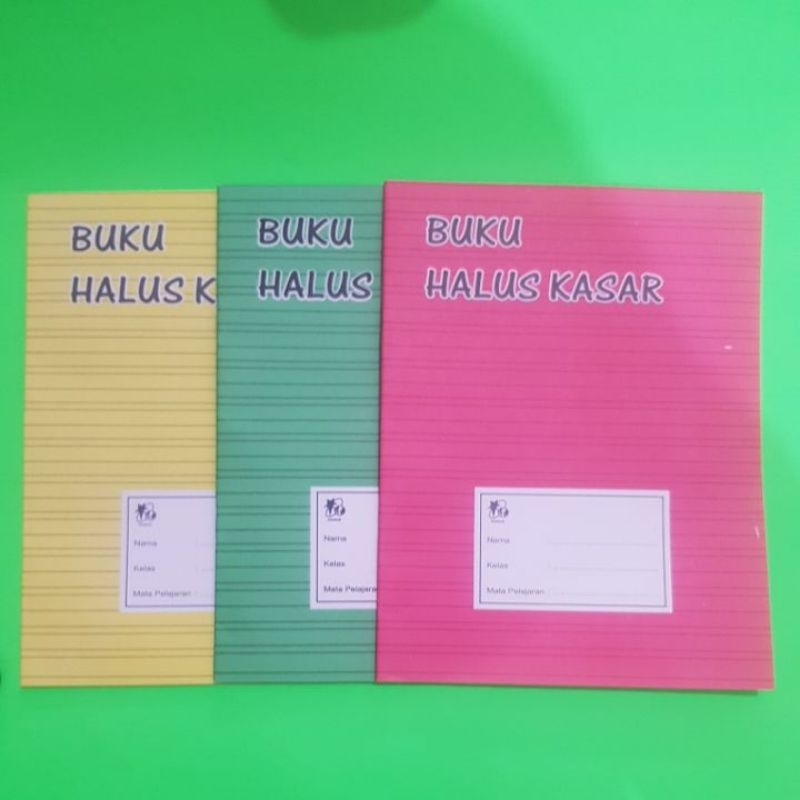 BUKU
HALUS K
Nama
Kelas
Mata Pelajaran
BUKU
HALUS
Nama
Kelas
Mata Pelajaran
BUKU
HALUS KASAR
Nama
Kelas
Mata Pelajaran